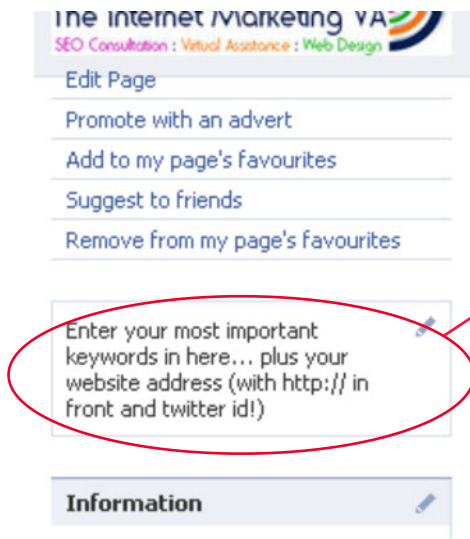 The Internet Marketing VA
SEO Consultation : Virtual Assistance : Web Design
Edit Page
Promote with an advert
Add to my page's favourites
Suggest to friends
Remove from my page's favourites
Enter your most important
keywords in here... plus your
website address (with http:// in
front and twitter id!)
Information